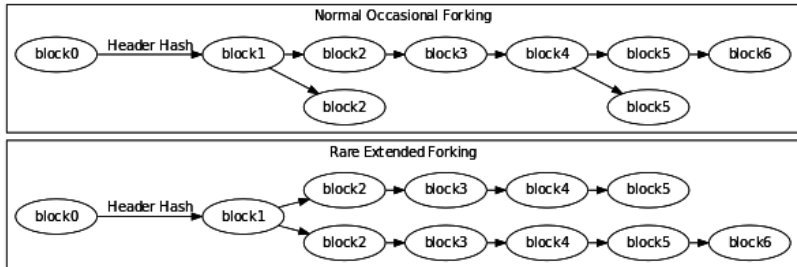 Normal Occasional Forking
block0 Header Hash block1 block2 block3 block4 block5 block6
block2 block5
Rare Extended Forking
block2 block3 block4 block5
block0 Header Hash block1
block2 block3 block4 block5 block6